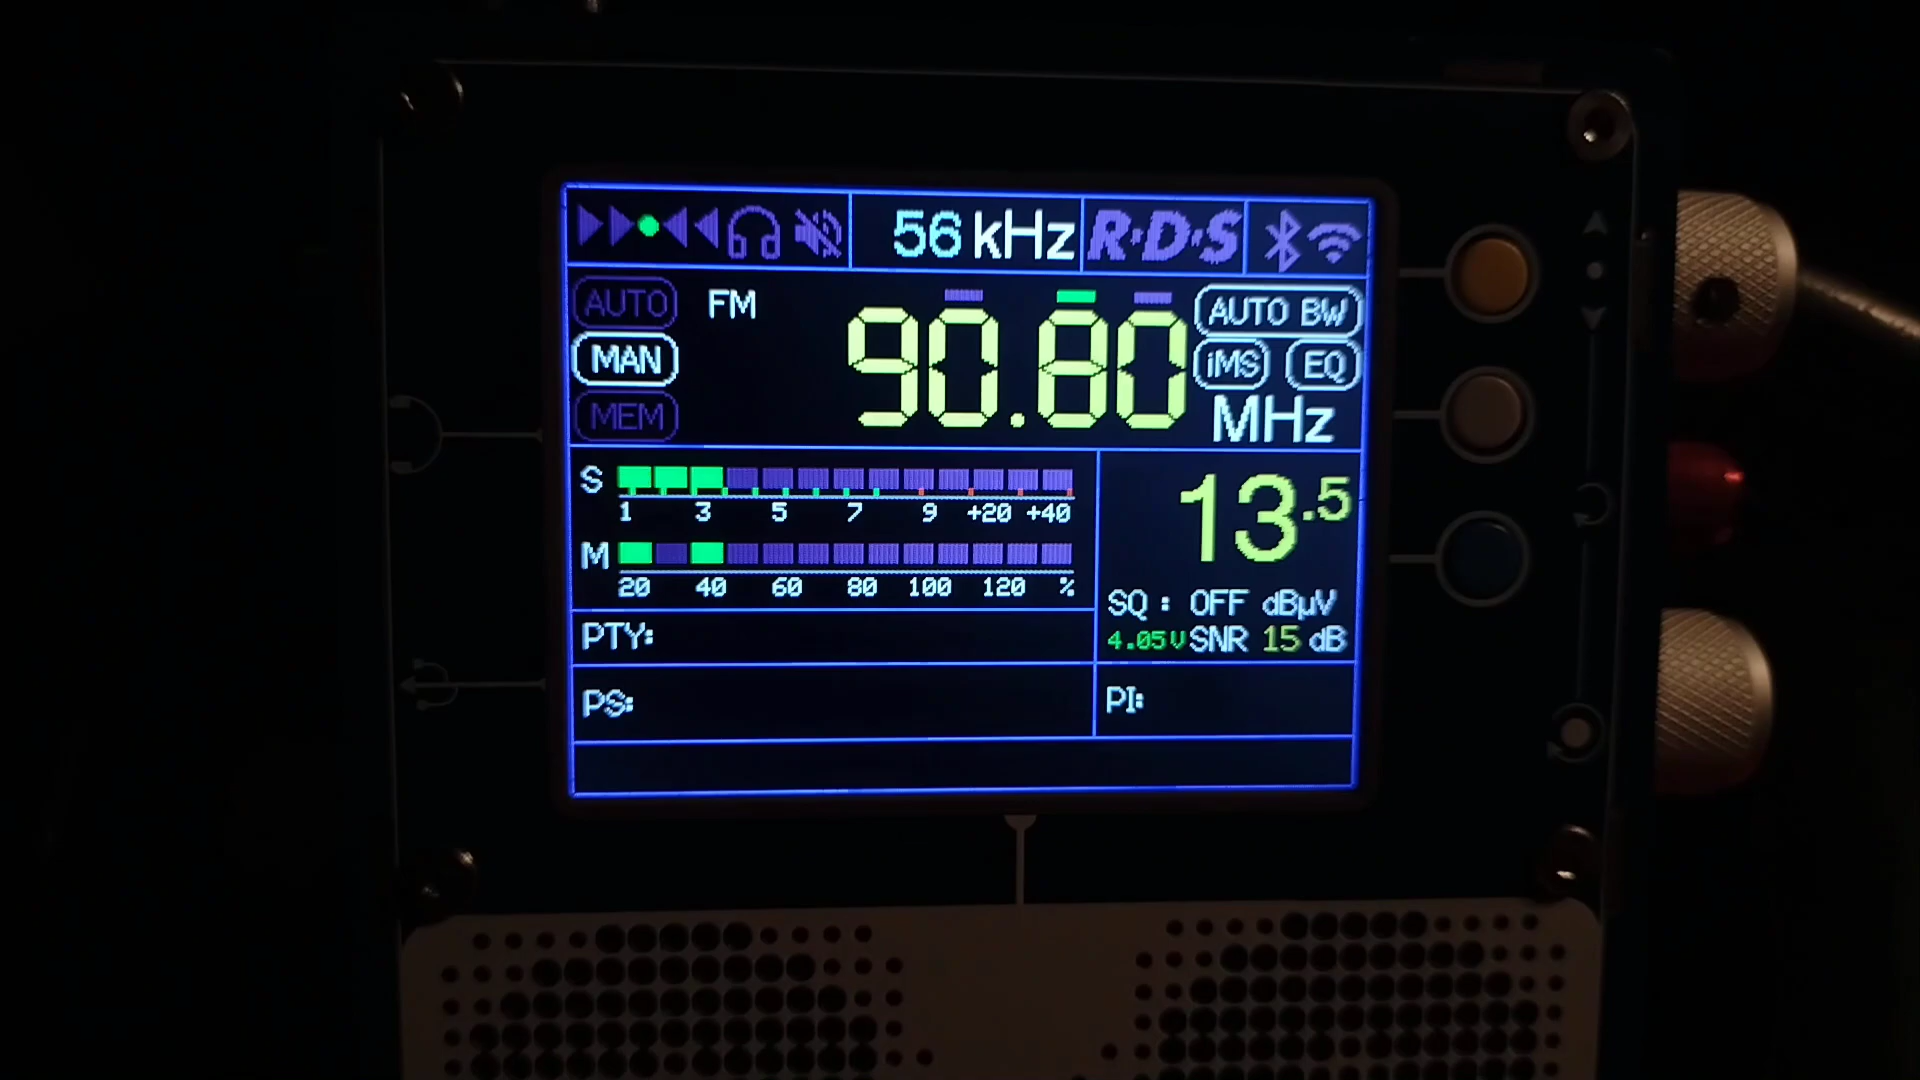 56 kHz R·D·S
AUTO FM 90.80 AUTO BW
MAN iMS EQ
MEM MHz
S 1 3 5 7 9 +20 +40
13.5
M 20 40 60 80 100 120 %
SQ : OFF dBµV
4.05V SNR 15 dB
PTY:
PS: PI: